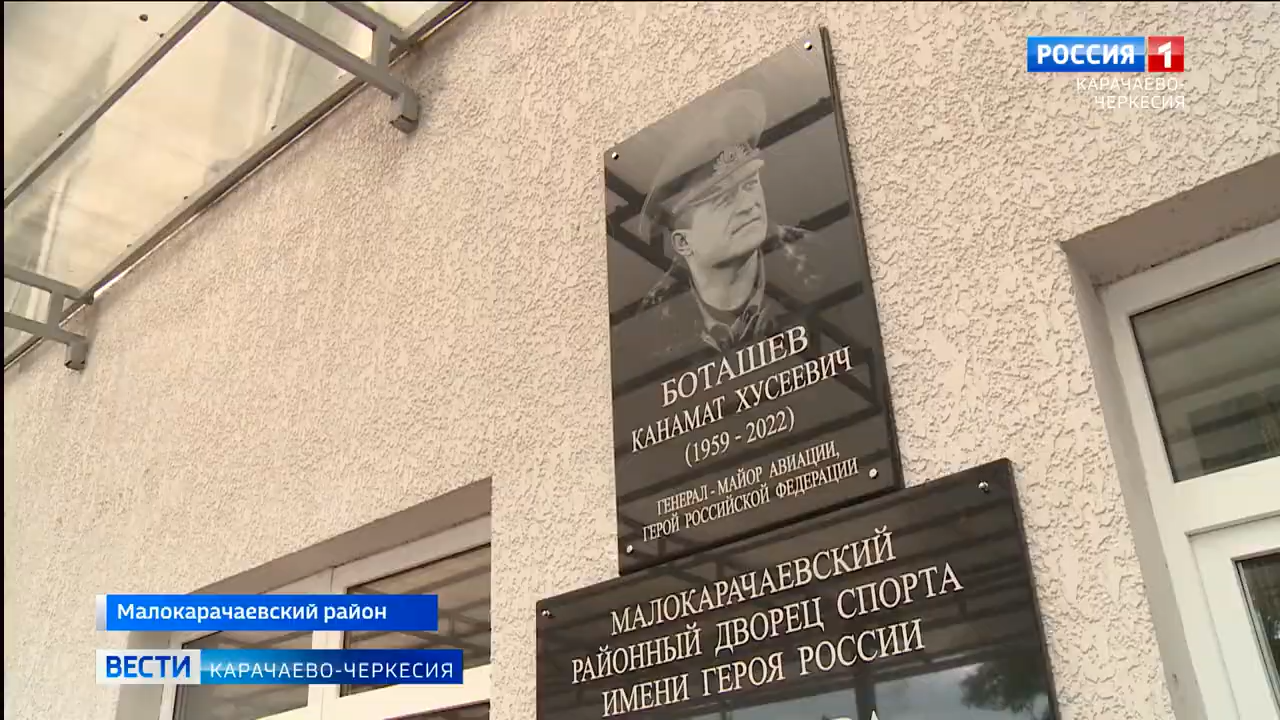 РОССИЯ 1
КАРАЧАЕВО-
ЧЕРКЕСИЯ
БОТАШЕВ
КАНАМАТ ХУСЕЕВИЧ
(1959 - 2022)
ГЕНЕРАЛ - МАЙОР АВИАЦИИ,
ГЕРОЙ РОССИЙСКОЙ ФЕДЕРАЦИИ
МАЛОКАРАЧАЕВСКИЙ
РАЙОННЫЙ ДВОРЕЦ СПОРТА
ИМЕНИ ГЕРОЯ РОССИИ
Малокарачаевский район
ВЕСТИ КАРАЧАЕВО-ЧЕРКЕСИЯ